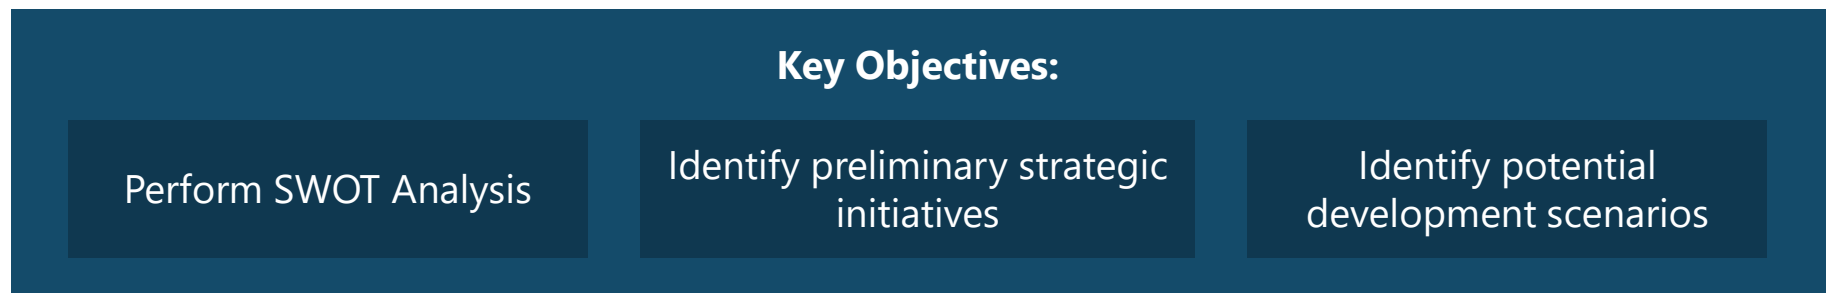 Key Objectives:
Perform SWOT Analysis
Identify preliminary strategic
initiatives
Identify potential
development scenarios